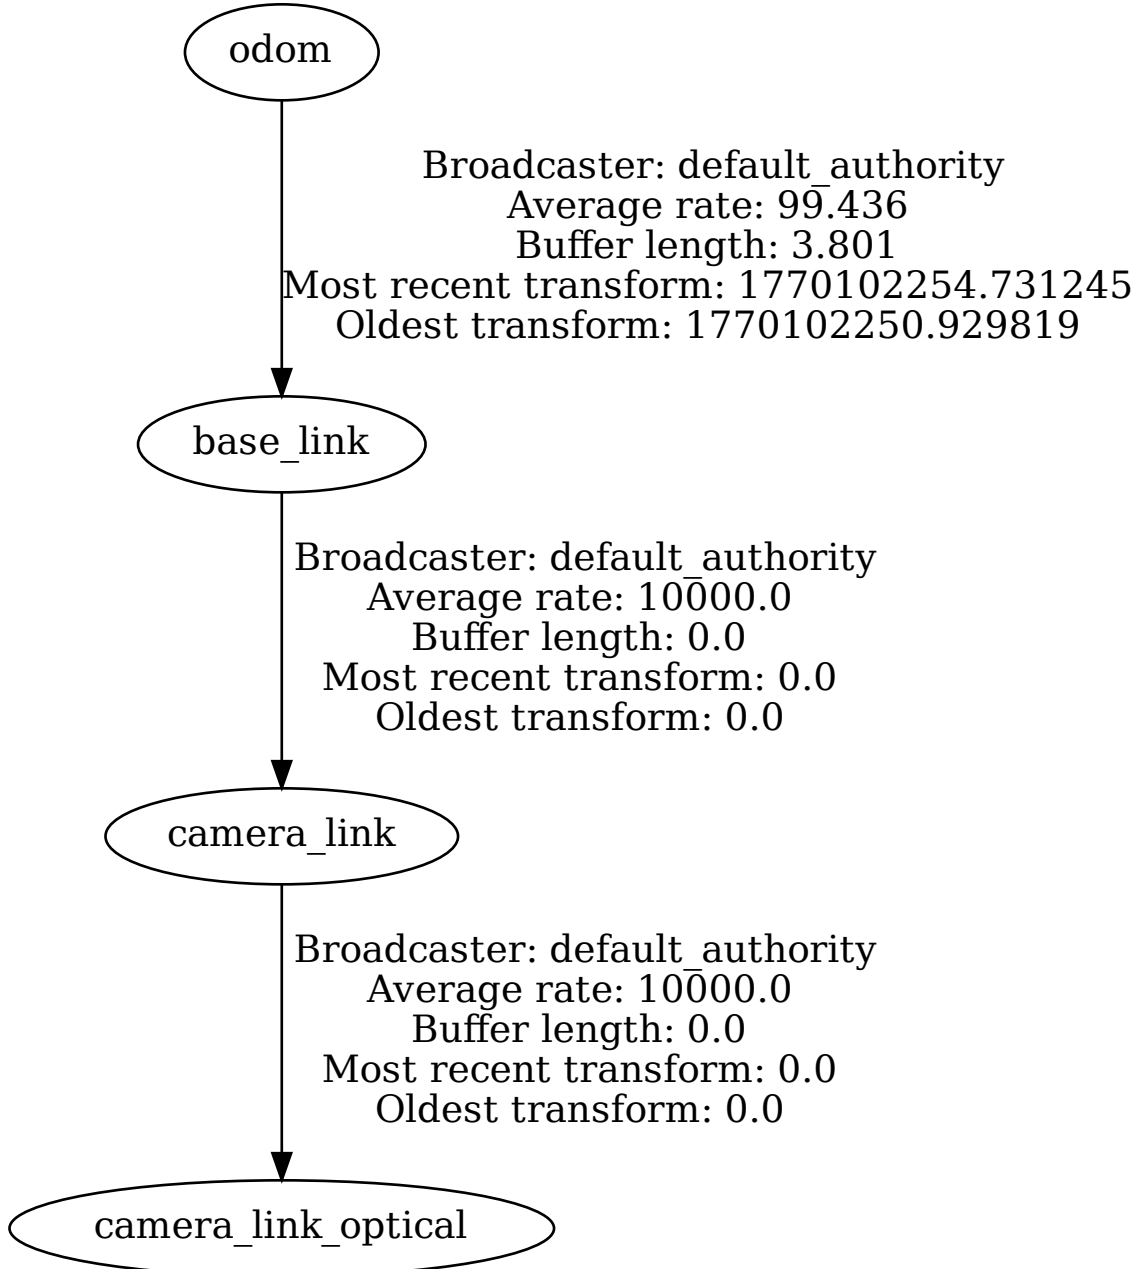 odom
Broadcaster: default_authority
Average rate: 99.436
Buffer length: 3.801
Most recent transform: 1770102254.731245
Oldest transform: 1770102250.929819
base_link
Broadcaster: default_authority
Average rate: 10000.0
Buffer length: 0.0
Most recent transform: 0.0
Oldest transform: 0.0
camera_link
Broadcaster: default_authority
Average rate: 10000.0
Buffer length: 0.0
Most recent transform: 0.0
Oldest transform: 0.0
camera_link_optical